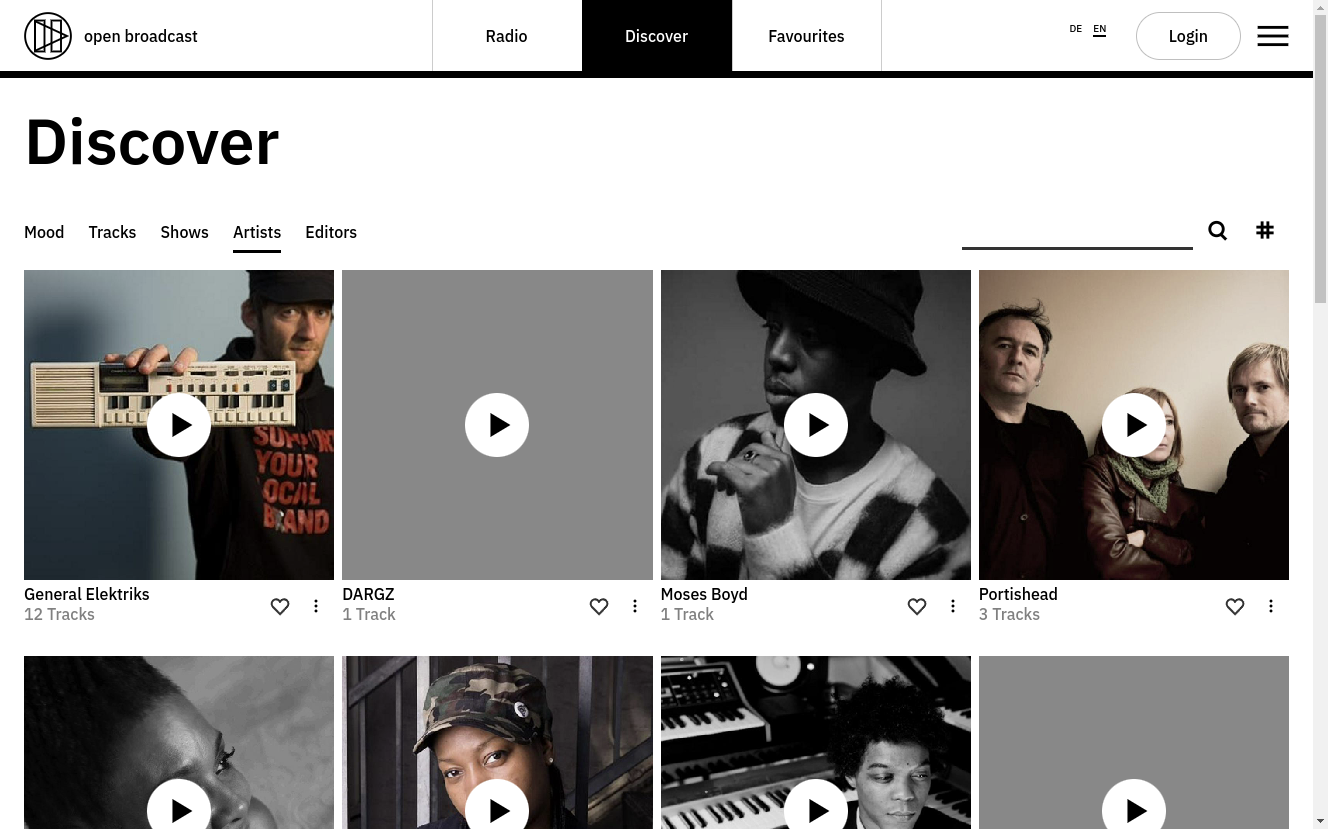 open broadcast
Radio
Discover
Favourites
DE
EN
Login
Discover
Mood
Tracks
Shows
Artists
Editors
SUPPORT
YOUR
LOCAL
BAND
General Elektriks
12 Tracks
DARGZ
1 Track
Moses Boyd
1 Track
Portishead
3 Tracks